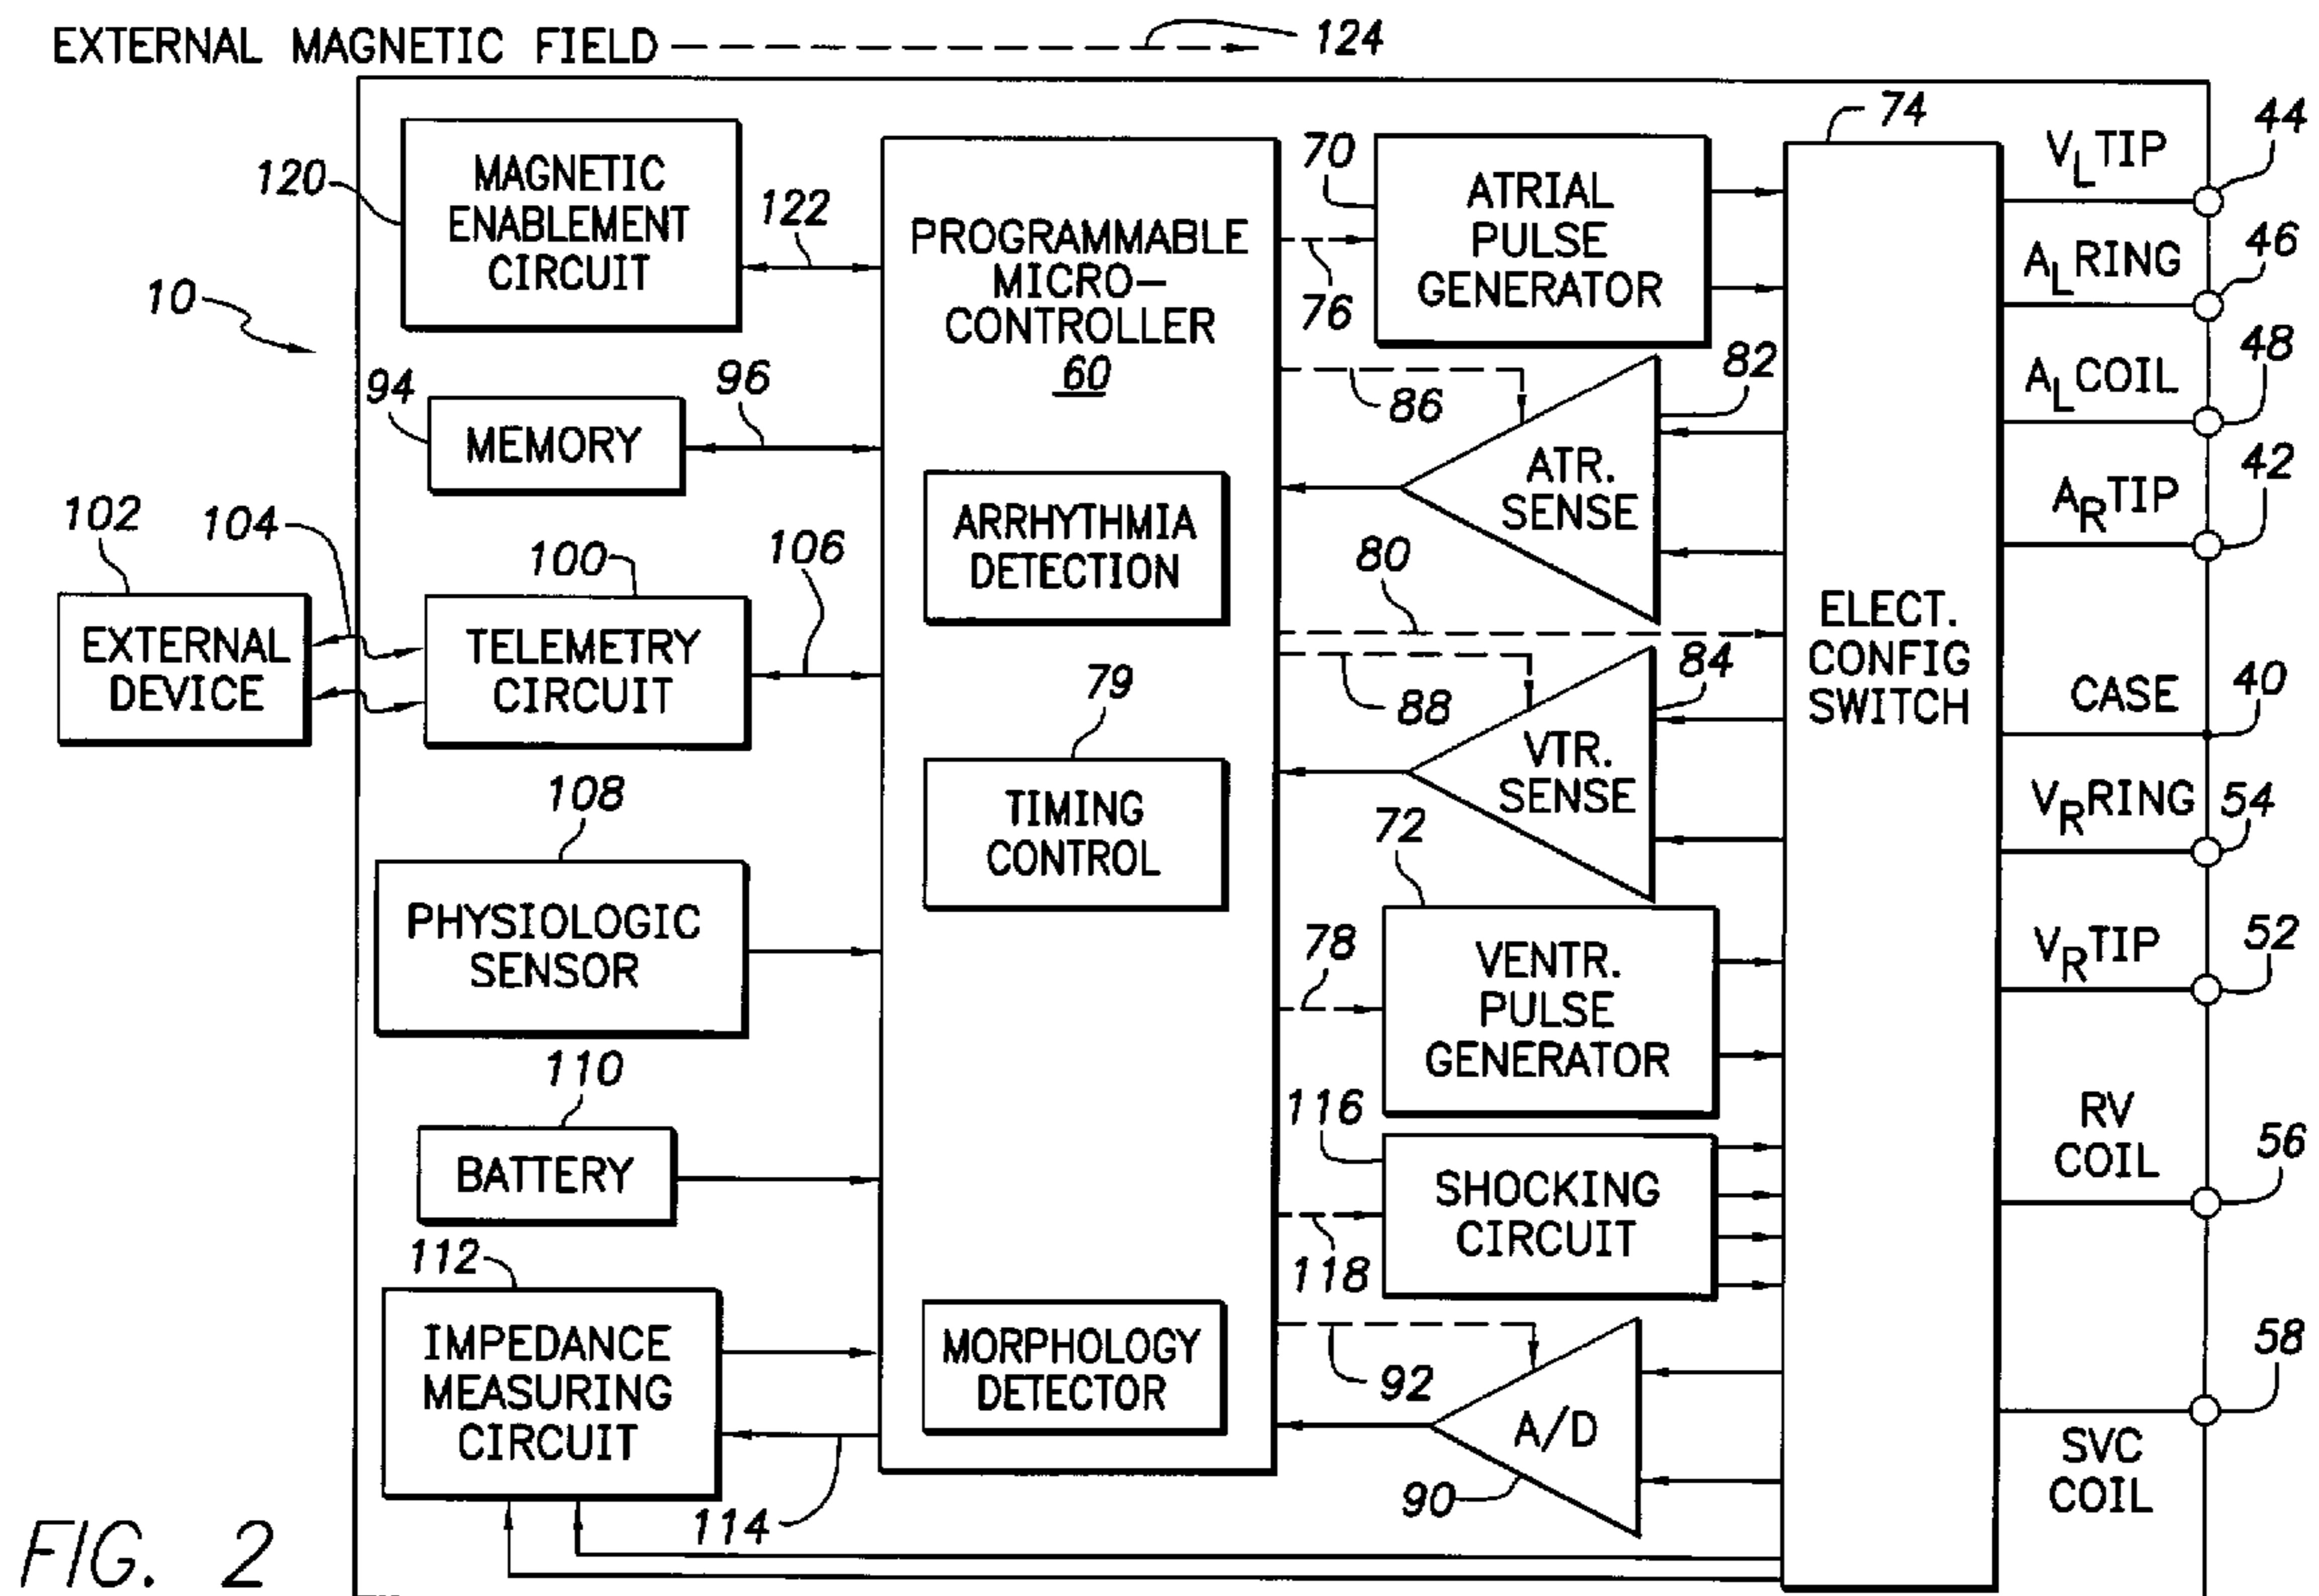 EXTERNAL MAGNETIC FIELD
124
10
120
MAGNETIC
ENABLEMENT
CIRCUIT
122
94
MEMORY
96
102
104
EXTERNAL
DEVICE
100
TELEMETRY
CIRCUIT
106
108
PHYSIOLOGIC
SENSOR
110
BATTERY
112
IMPEDANCE
MEASURING
CIRCUIT
114
PROGRAMMABLE
MICRO-
CONTROLLER
60
ARRHYTHMIA
DETECTION
79
TIMING
CONTROL
MORPHOLOGY
DETECTOR
70
ATRIAL
PULSE
GENERATOR
76
86
82
ATR.
SENSE
80
88
84
VTR.
SENSE
72
78
VENTR.
PULSE
GENERATOR
116
SHOCKING
CIRCUIT
118
92
A/D
90
74
ELECT.
CONFIG
SWITCH
VLTIP
44
ALRING
46
ALCOIL
48
ARTIP
42
CASE
40
VRRING
54
VRTIP
52
RV
COIL
56
58
SVC
COIL
FIG. 2